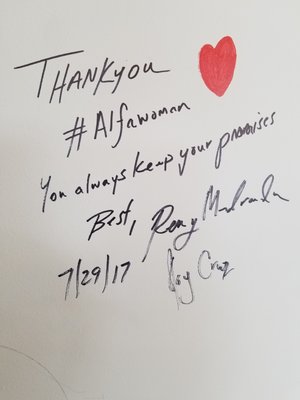 THANKYOU
#Alfawoman
You always keep your promises
Best,
7/29/17